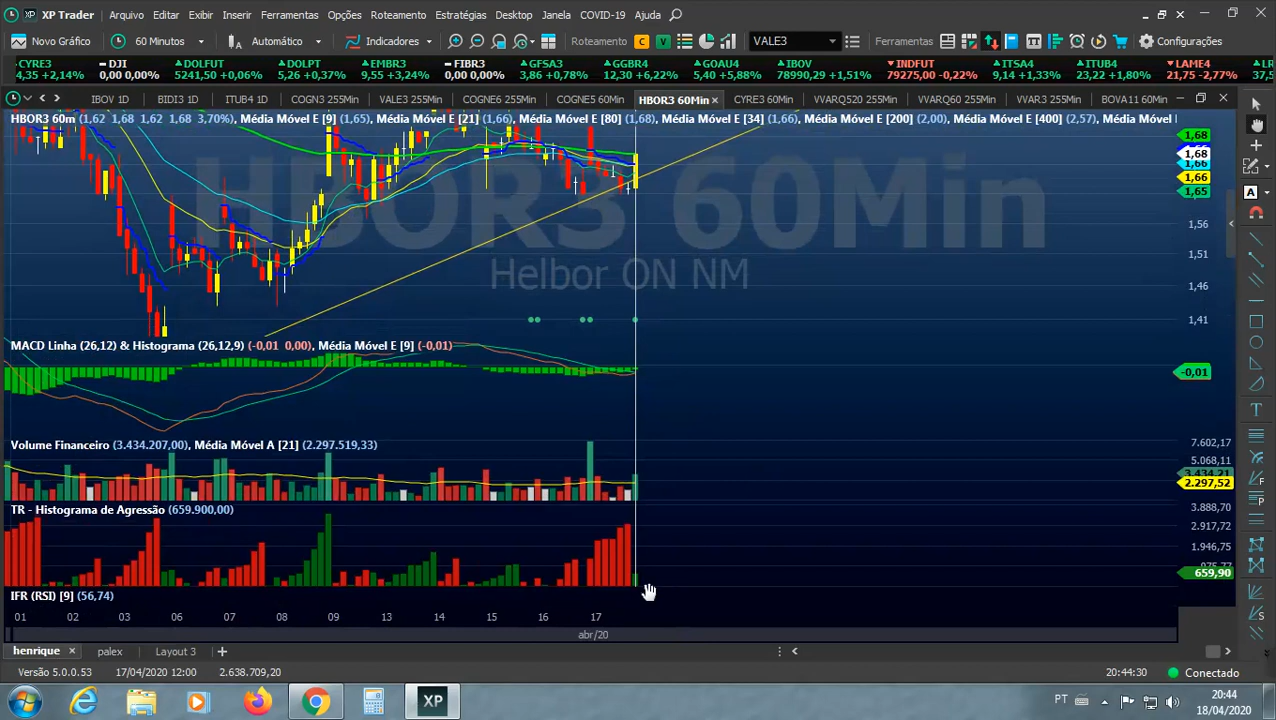 XP Trader Arquivo Editar Exibir Inserir Ferramentas Opções Roteamento Estratégias Desktop Janela COVID-19 Ajuda
Novo Gráfico 60 Minutos Automático Indicadores Roteamento C V VALE3 Ferramentas Configurações
CYRE3 DJI DOLFUT DOLPT EMBR3 FIBR3 GFSA3 GGBR4 GOAU4 IBOV INDFUT ITSA4 ITUB4 LAME4
4,35 +2,14% 0,00 0,00% 5241,50 +0,06% 5,26 +0,37% 9,55 +3,24% 0,00 0,00% 3,86 +0,78% 12,30 +6,22% 5,40 +5,88% 78990,29 +1,51% 79275,00 -0,22% 9,14 +1,33% 23,22 +1,80% 21,75 -2,77% 37,5
IBOV 1D BIDI3 1D ITUB4 1D COGN3 255Min VALE3 255Min COGNE6 255Min COGNE5 60Min HBOR3 60Min CYRE3 60Min VVARQ520 255Min VVARQ60 255Min VVAR3 255Min BOVA11 60Min
HBOR3 60m (1,62 1,68 1,62 1,68 3,70%), Média Móvel E [9] (1,65), Média Móvel E [21] (1,66), Média Móvel E [80] (1,68), Média Móvel E [34] (1,66), Média Móvel E [200] (2,00), Média Móvel E [400] (2,57), Média Móvel
1,68
1,68
1,66
1,66
1,65
HBOR3 60Min
1,56
1,51
Helbor ON NM
1,46
1,41
MACD Linha (26,12) & Histograma (26,12,9) (-0,01 0,00), Média Móvel E [9] (-0,01)
-0,01
Volume Financeiro (3.434.207,00), Média Móvel A [21] (2.297.519,33)
7.602,17
5.068,11
3.434,21
2.297,52
TR - Histograma de Agressão (659.900,00)
3.888,70
2.917,72
1.946,75
659,90
IFR (RSI) [9] (56,74)
01 02 03 06 07 08 09 13 14 15 16 17
abr/20
henrique palex Layout 3
Versão 5.0.0.53 17/04/2020 12:00 2.638.709,20 20:44:30 Conectado
XP PT 20:44
18/04/2020